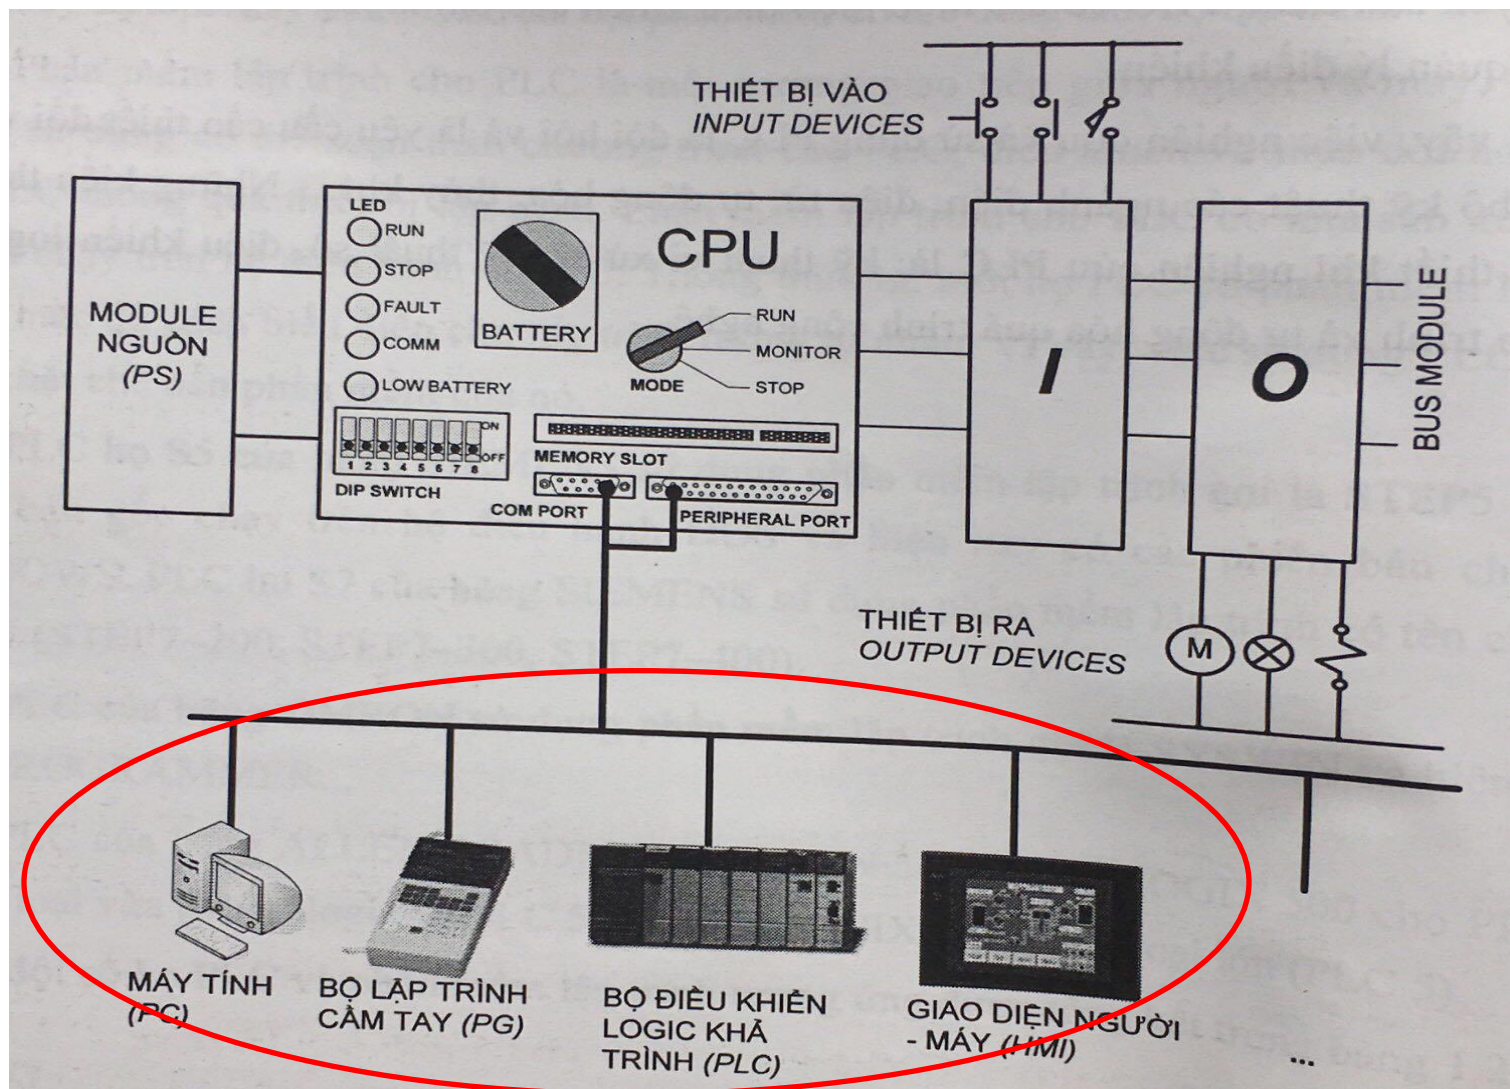 THIẾT BỊ VÀO
INPUT DEVICES
MODULE
NGUỒN
(PS)
LED
RUN
STOP
FAULT
COMM
LOW BATTERY
BATTERY
CPU
RUN
MONITOR
STOP
MODE
ON
OFF
1 2 3 4 5 6 7 8
DIP SWITCH
MEMORY SLOT
COM PORT
PERIPHERAL PORT
I
O
BUS MODULE
THIẾT BỊ RA
OUTPUT DEVICES
M
MÁY TÍNH
(PC)
BỘ LẬP TRÌNH
CẦM TAY (PG)
BỘ ĐIỀU KHIỂN
LOGIC KHẢ
TRÌNH (PLC)
GIAO DIỆN NGƯỜI
- MÁY (HMI)
...